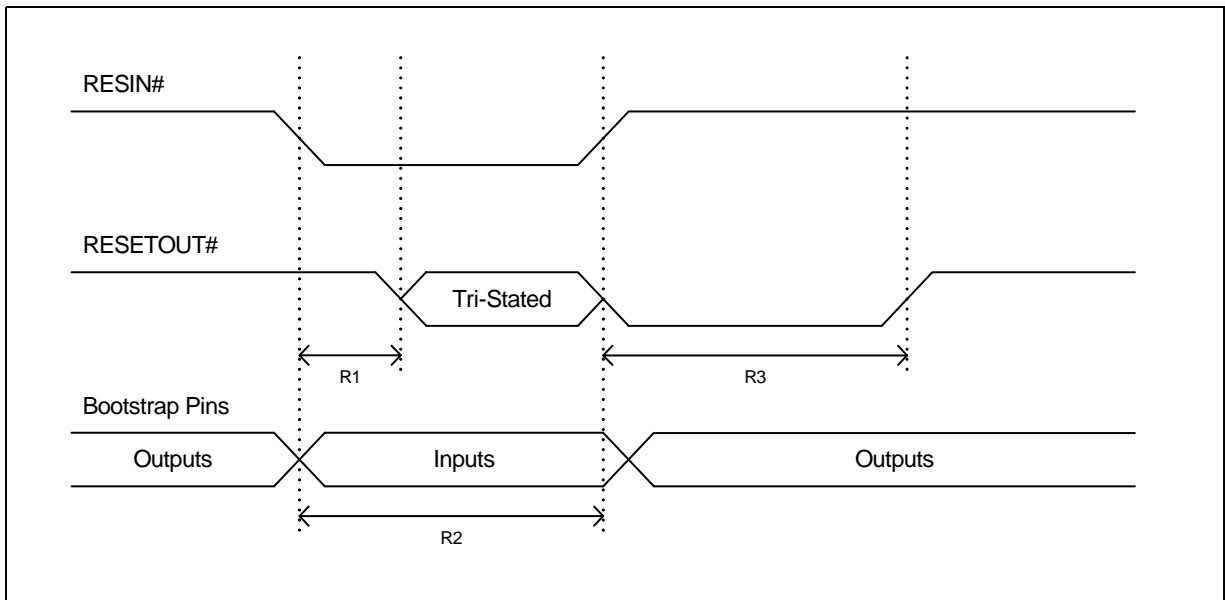 RESIN#
RESETOUT#
Tri-Stated
R1
R3
Bootstrap Pins
Outputs
Inputs
Outputs
R2